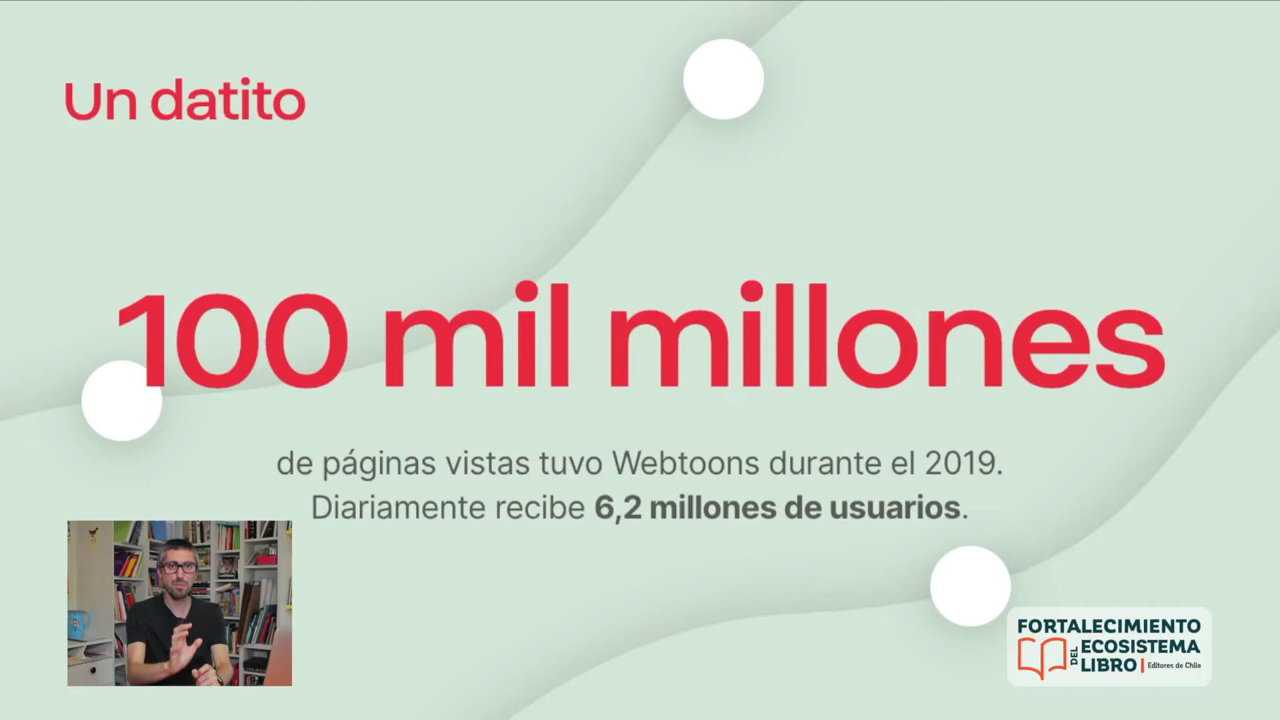 Un datito
100 mil millones
de páginas vistas tuvo Webtoons durante el 2019.
Diariamente recibe 6,2 millones de usuarios.
FORTALECIMIENTO
DEL ECOSISTEMA
LIBRO | Editores de Chile